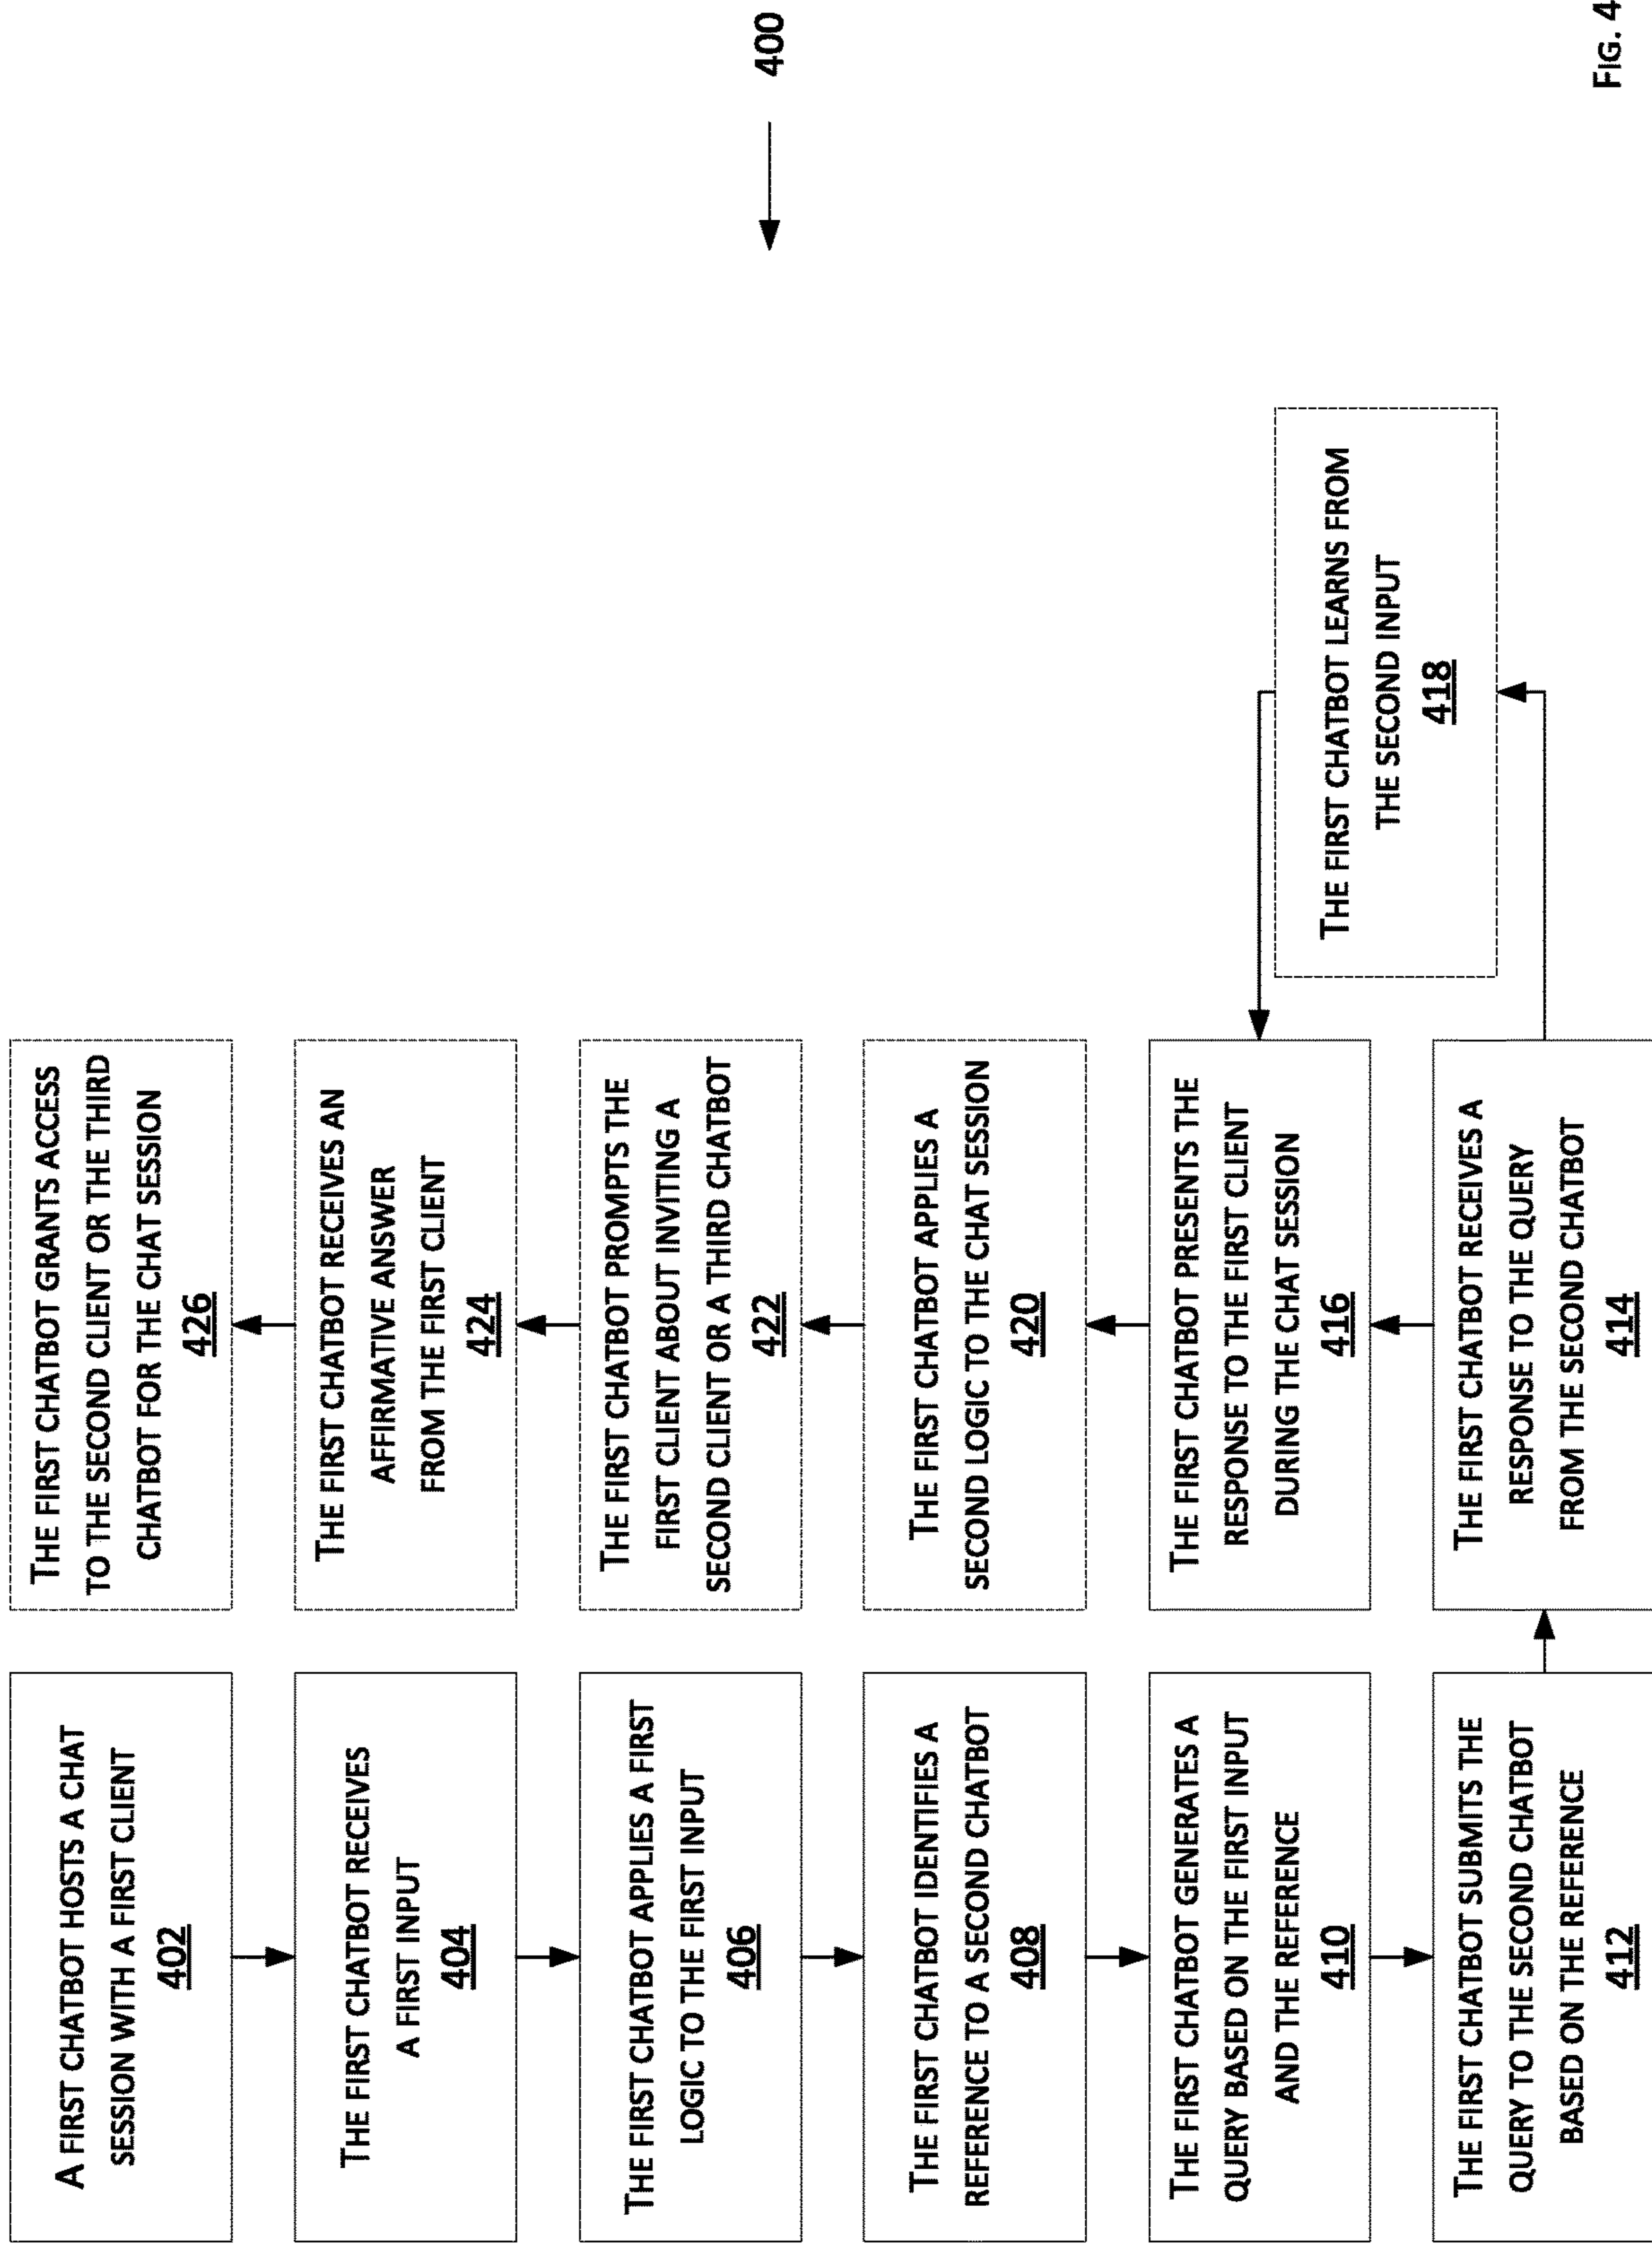 A FIRST CHATBOT HOSTS A CHAT
SESSION WITH A FIRST CLIENT
402
THE FIRST CHATBOT RECEIVES
A FIRST INPUT
404
THE FIRST CHATBOT APPLIES A FIRST
LOGIC TO THE FIRST INPUT
406
THE FIRST CHATBOT IDENTIFIES A
REFERENCE TO A SECOND CHATBOT
408
THE FIRST CHATBOT GENERATES A
QUERY BASED ON THE FIRST INPUT
AND THE REFERENCE
410
THE FIRST CHATBOT SUBMITS THE
QUERY TO THE SECOND CHATBOT
BASED ON THE REFERENCE
412
THE FIRST CHATBOT RECEIVES A
RESPONSE TO THE QUERY
FROM THE SECOND CHATBOT
414
THE FIRST CHATBOT PRESENTS THE
RESPONSE TO THE FIRST CLIENT
DURING THE CHAT SESSION
416
THE FIRST CHATBOT LEARNS FROM
THE SECOND INPUT
418
THE FIRST CHATBOT APPLIES A
SECOND LOGIC TO THE CHAT SESSION
420
THE FIRST CHATBOT PROMPTS THE
FIRST CLIENT ABOUT INVITING A
SECOND CLIENT OR A THIRD CHATBOT
422
THE FIRST CHATBOT RECEIVES AN
AFFIRMATIVE ANSWER
FROM THE FIRST CLIENT
424
THE FIRST CHATBOT GRANTS ACCESS
TO THE SECOND CLIENT OR THE THIRD
CHATBOT FOR THE CHAT SESSION
426
400
FIG. 4